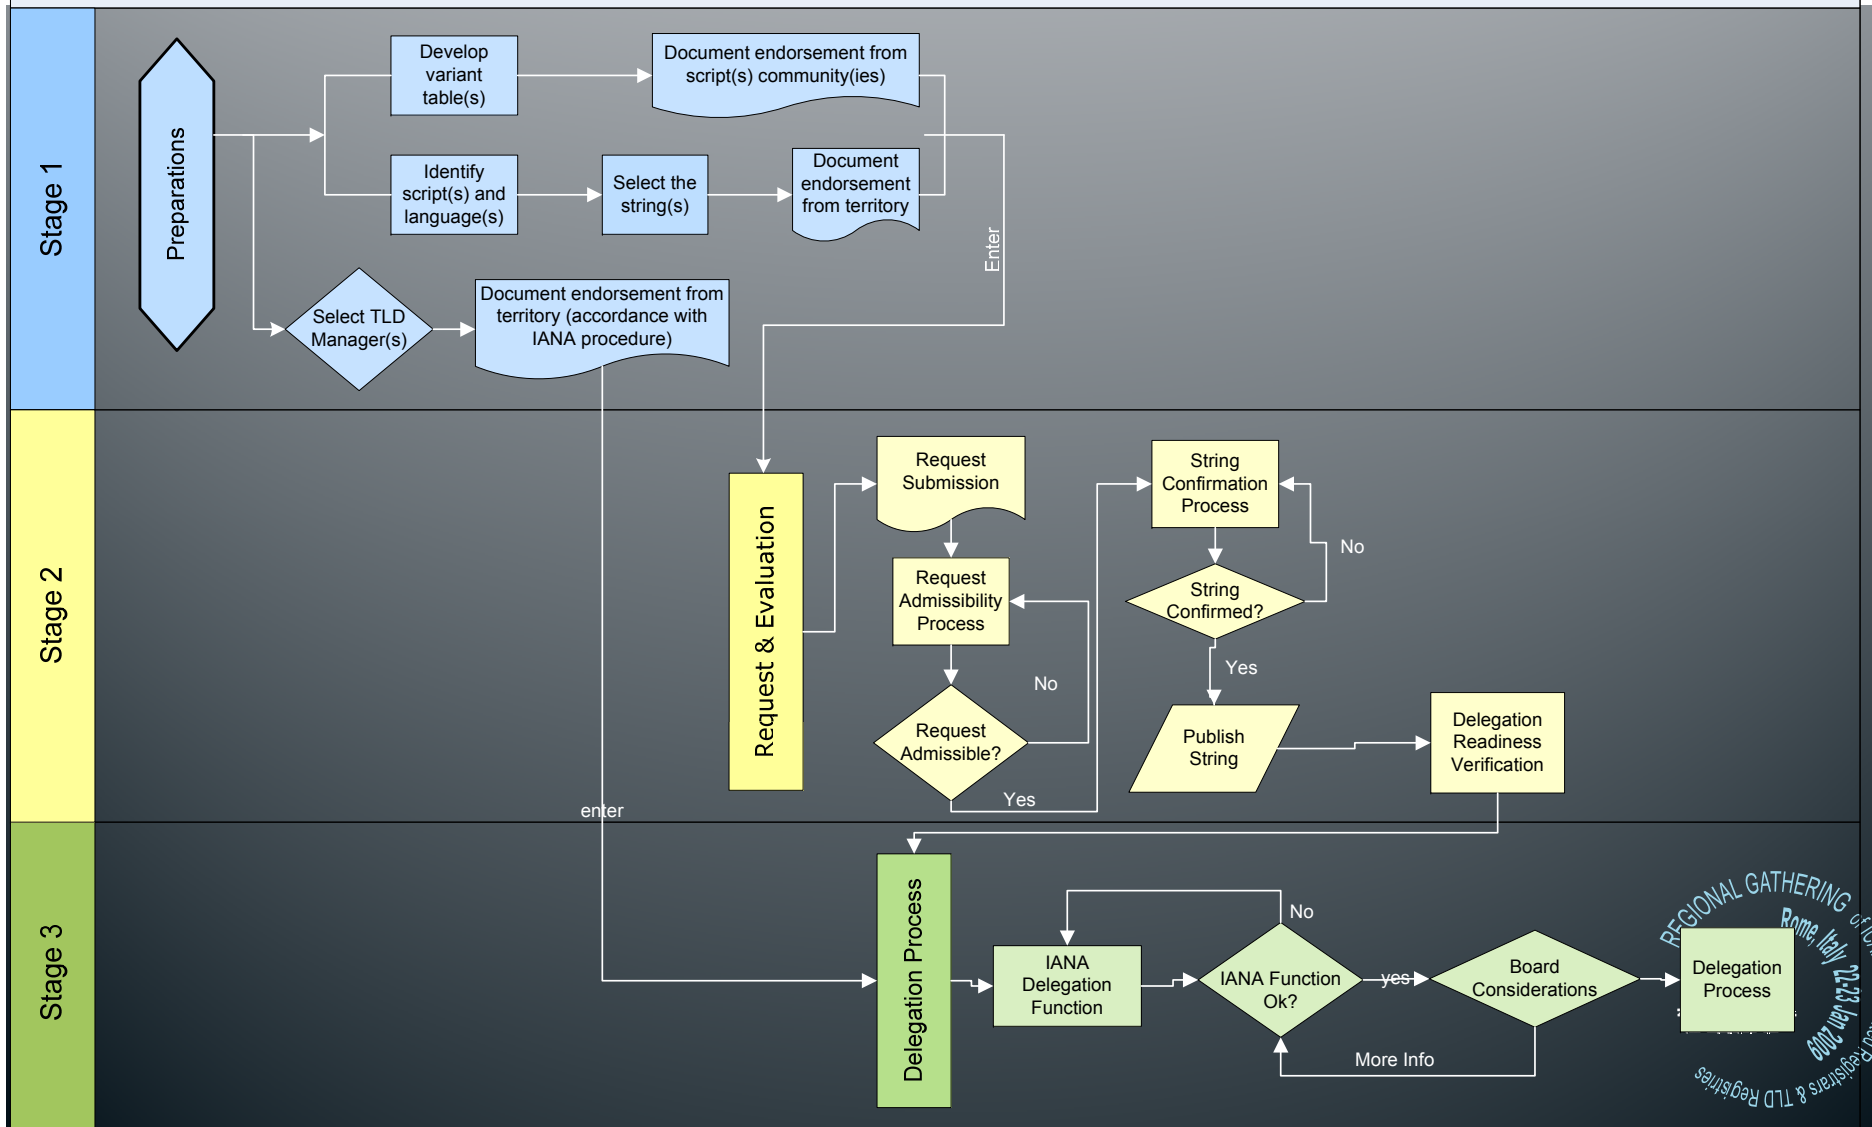 Stage 1
Preparations
Develop
variant
table(s)
Document endorsement from
script(s) community(ies)
Identify
script(s) and
language(s)
Select the
string(s)
Document
endorsement
from territory
Enter
Select TLD
Manager(s)
Document endorsement from
territory (accordance with
IANA procedure)
Stage 2
enter
Request & Evaluation
Request
Submission
Request
Admissibility
Process
No
Request
Admissible?
Yes
String
Confirmation
Process
No
String
Confirmed?
Yes
Publish
String
Delegation
Readiness
Verification
Stage 3
Delegation Process
IANA
Delegation
Function
No
IANA Function
Ok?
yes
Board
Considerations
More Info
Delegation
Process
REGIONAL GATHERING
Rome, Italy 22-23 Jan 2009
Registrars & TLD Registries